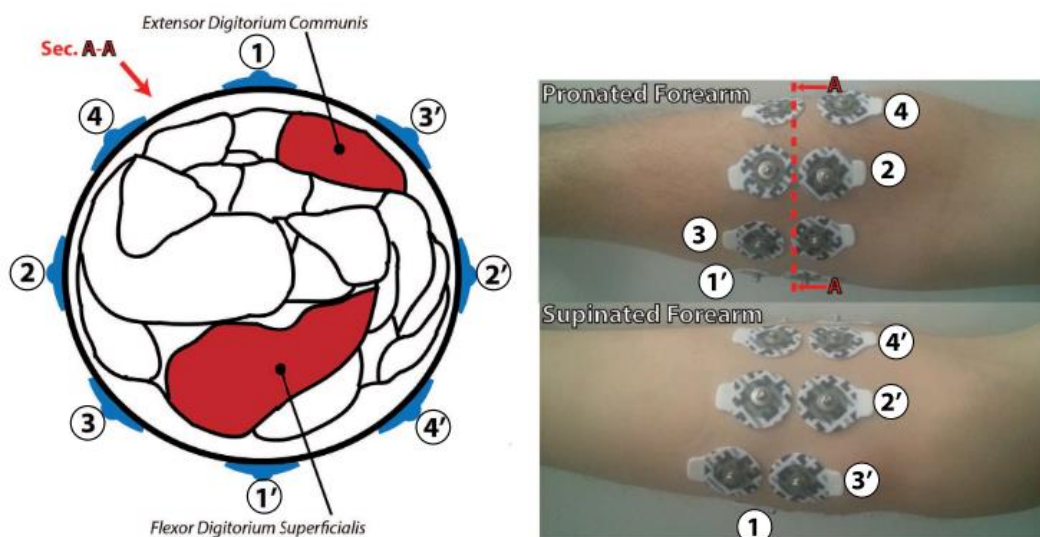 Extensor Digitorium Communis
Sec. A-A
1
4
3'
2
2'
3
4'
1'
Flexor Digitorium Superficialis
Pronated Forearm
A
4
2
3
1'
A
Supinated Forearm
4'
2'
3'
1